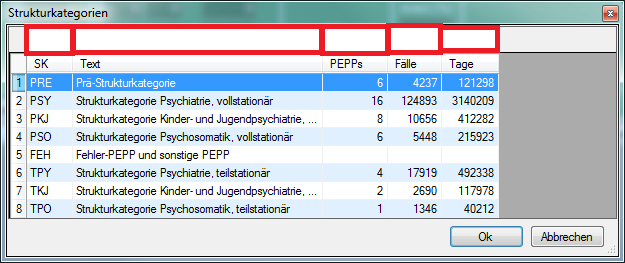 Strukturkategorien
SK Text PEPPs Fälle Tage
1 PRE Prä-Strukturkategorie 6 4237 121298
2 PSY Strukturkategorie Psychiatrie, vollstationär 16 124893 3140209
3 PKJ Strukturkategorie Kinder- und Jugendpsychiatrie, ... 8 10656 412282
4 PSO Strukturkategorie Psychosomatik, vollstationär 6 5448 215923
5 FEH Fehler-PEPP und sonstige PEPP
6 TPY Strukturkategorie Psychiatrie, teilstationär 4 17919 492338
7 TKJ Strukturkategorie Kinder- und Jugendpsychiatrie, ... 2 2690 117978
8 TPO Strukturkategorie Psychosomatik, teilstationär 1 1346 40212
Ok Abbrechen